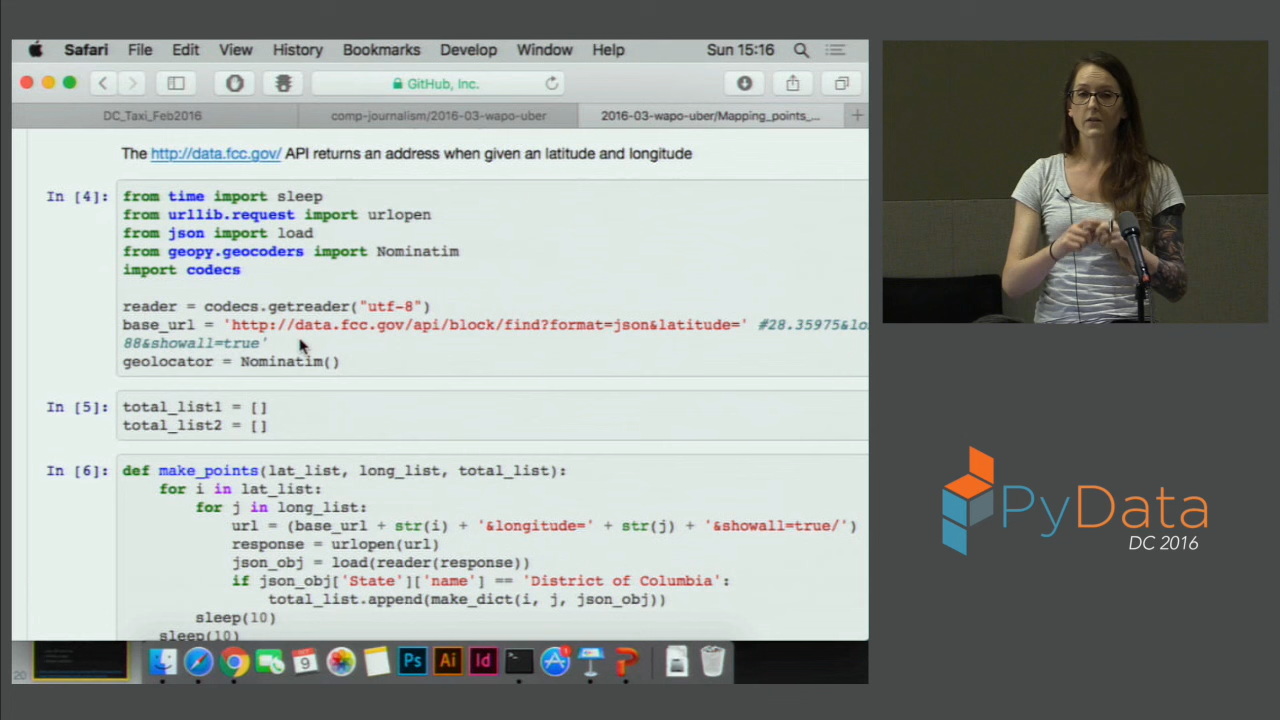 Safari File Edit View History Bookmarks Develop Window Help Sun 15:16
GitHub, Inc.
DC_Taxi_Feb2016 comp-journalism/2016-03-wapo-uber 2016-03-wapo-uber/Mapping_points_...
The http://data.fcc.gov/ API returns an address when given an latitude and longitude
In [4]: from time import sleep
from urllib.request import urlopen
from json import load
from geopy.geocoders import Nominatim
import codecs
reader = codecs.getreader("utf-8")
base_url = 'http://data.fcc.gov/api/block/find?format=json&latitude=' #28.35975&lo
88&showall=true'
geolocator = Nominatim()
In [5]: total_list1 = []
total_list2 = []
In [6]: def make_points(lat_list, long_list, total_list):
for i in lat_list:
for j in long_list:
url = (base_url + str(i) + '&longitude=' + str(j) + '&showall=true/')
response = urlopen(url)
json_obj = load(reader(response))
if json_obj['State']['name'] == 'District of Columbia':
total_list.append(make_dict(i, j, json_obj))
sleep(10)
sleep(10)
20
9
Ps Ai Id
PyData
DC 2016